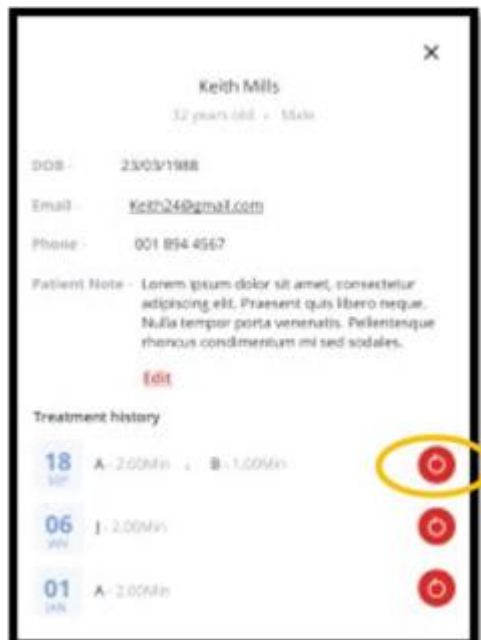 Keith Mills
32 years old • Male
DOB - 23/03/1988
Email - Keith24@gmail.com
Phone - 001 894 4567
Patient Note - Lorem ipsum dolor sit amet, consectetur
adipiscing elit. Praesent quis libero neque.
Nulla tempor porta venenatis. Pellentesque
rhoncus condimentum mi sed sodales.
Edit
Treatment history
18 A - 2.00Min • B - 1.00Min
SEP
06 J - 2.00Min
01 A - 2.00Min
JAN